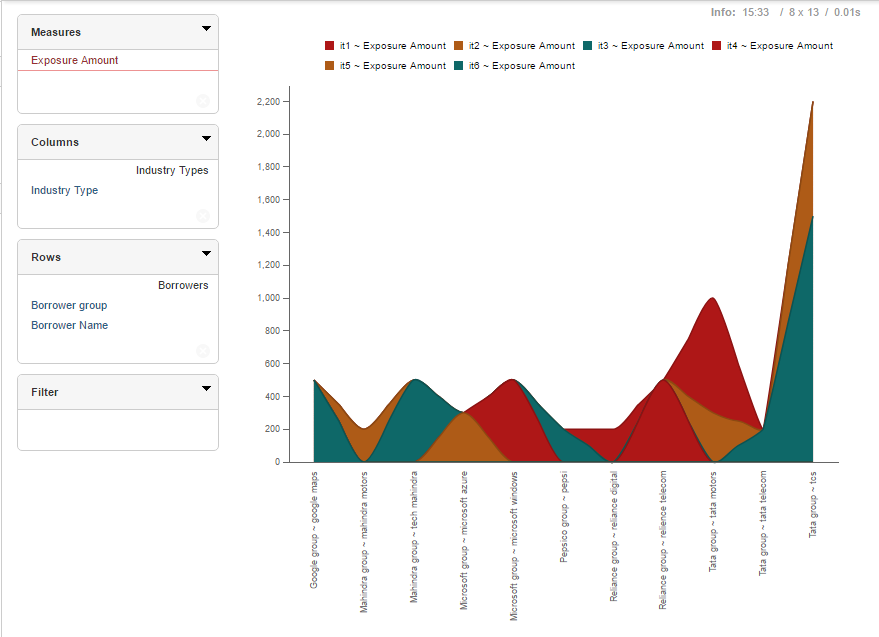 Info: 15:33 / 8 x 13 / 0.01s
Measures
Exposure Amount
Columns
Industry Types
Industry Type
Rows
Borrowers
Borrower group
Borrower Name
Filter
it1 ~ Exposure Amount it2 ~ Exposure Amount it3 ~ Exposure Amount it4 ~ Exposure Amount
it5 ~ Exposure Amount it6 ~ Exposure Amount
2,200
2,000
1,800
1,600
1,400
1,200
1,000
800
600
400
200
0
Google group ~ google maps
Mahindra group ~ mahindra motors
Mahindra group ~ tech mahindra
Microsoft group ~ microsoft azure
Microsoft group ~ microsoft windows
Pepsico group ~ pepsi
Reliance group ~ reliance digital
Reliance group ~ relience telecom
Tata group ~ tata motors
Tata group ~ tata telecom
Tata group ~ tcs